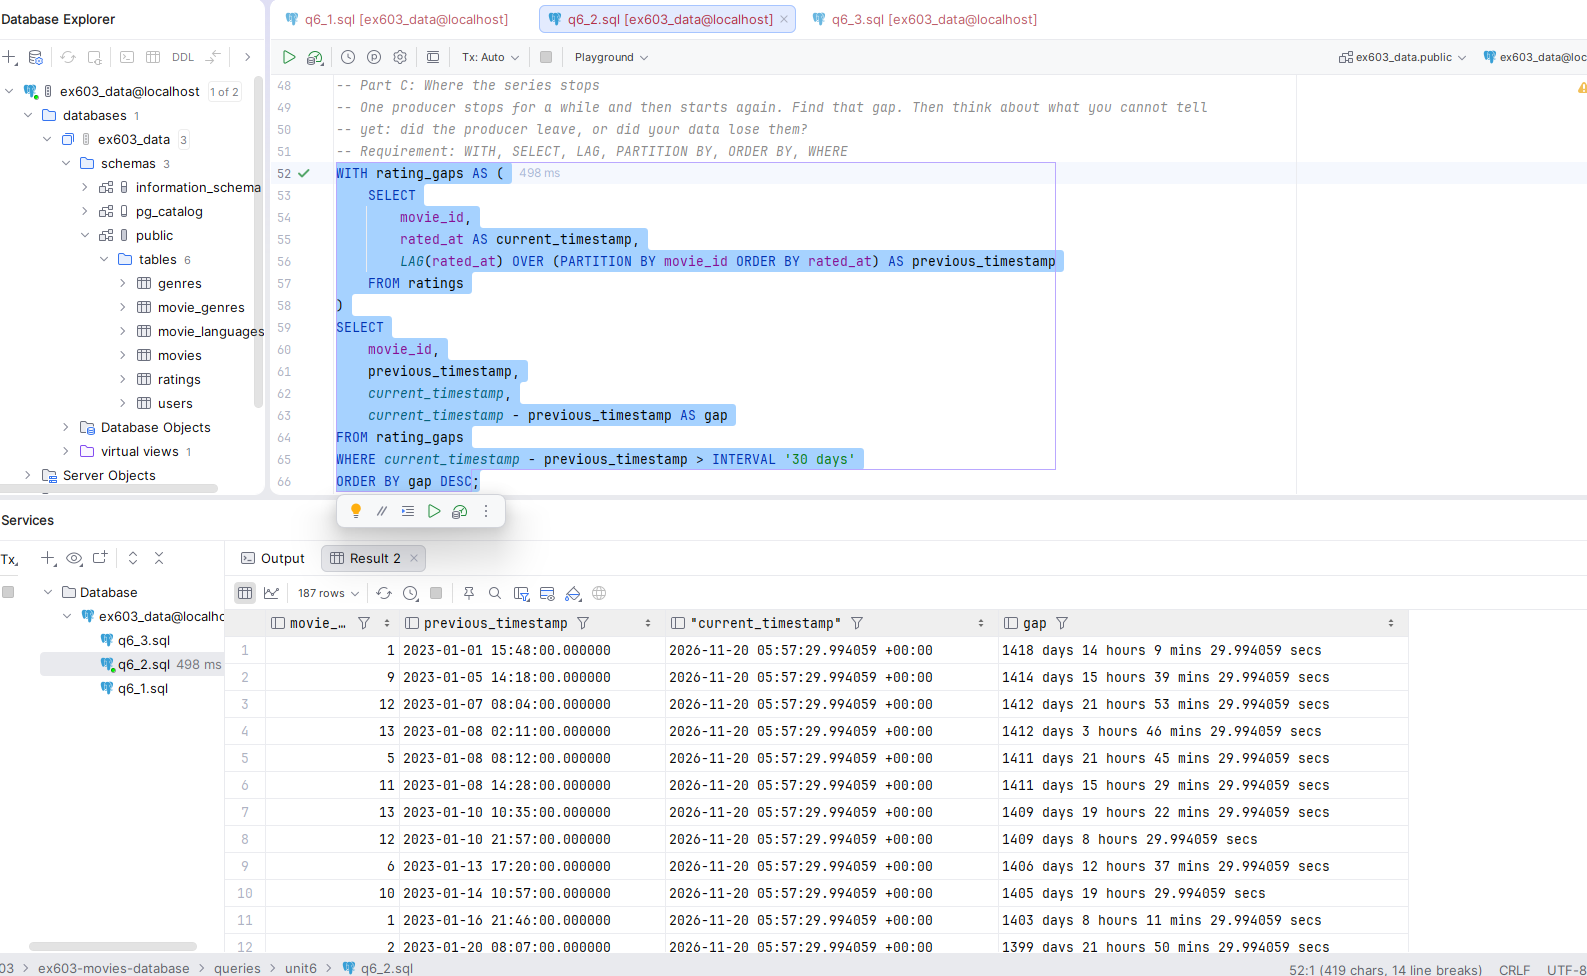 Database Explorer
q6_1.sql [ex603_data@localhost]
q6_2.sql [ex603_data@localhost]
q6_3.sql [ex603_data@localhost]
DDL
Tx: Auto
Playground
ex603_data.public
ex603_data@loc
ex603_data@localhost 1 of 2
databases 1
ex603_data 3
schemas 3
information_schema
pg_catalog
public
tables 6
genres
movie_genres
movie_languages
movies
ratings
users
Database Objects
virtual views 1
Server Objects
48 -- Part C: Where the series stops
49 -- One producer stops for a while and then starts again. Find that gap. Then think about what you cannot tell
50 -- yet: did the producer leave, or did your data lose them?
51 -- Requirement: WITH, SELECT, LAG, PARTITION BY, ORDER BY, WHERE
52 WITH rating_gaps AS ( 498 ms
53 SELECT
54 movie_id,
55 rated_at AS current_timestamp,
56 LAG(rated_at) OVER (PARTITION BY movie_id ORDER BY rated_at) AS previous_timestamp
57 FROM ratings
58 )
59 SELECT
60 movie_id,
61 previous_timestamp,
62 current_timestamp,
63 current_timestamp - previous_timestamp AS gap
64 FROM rating_gaps
65 WHERE current_timestamp - previous_timestamp > INTERVAL '30 days'
66 ORDER BY gap DESC;
Services
Tx
Database
ex603_data@localho
q6_3.sql
q6_2.sql 498 ms
q6_1.sql
Output
Result 2
187 rows
movie_... previous_timestamp "current_timestamp" gap
1 1 2023-01-01 15:48:00.000000 2026-11-20 05:57:29.994059 +00:00 1418 days 14 hours 9 mins 29.994059 secs
2 9 2023-01-05 14:18:00.000000 2026-11-20 05:57:29.994059 +00:00 1414 days 15 hours 39 mins 29.994059 secs
3 12 2023-01-07 08:04:00.000000 2026-11-20 05:57:29.994059 +00:00 1412 days 21 hours 53 mins 29.994059 secs
4 13 2023-01-08 02:11:00.000000 2026-11-20 05:57:29.994059 +00:00 1412 days 3 hours 46 mins 29.994059 secs
5 5 2023-01-08 08:12:00.000000 2026-11-20 05:57:29.994059 +00:00 1411 days 21 hours 45 mins 29.994059 secs
6 11 2023-01-08 14:28:00.000000 2026-11-20 05:57:29.994059 +00:00 1411 days 15 hours 29 mins 29.994059 secs
7 13 2023-01-10 10:35:00.000000 2026-11-20 05:57:29.994059 +00:00 1409 days 19 hours 22 mins 29.994059 secs
8 12 2023-01-10 21:57:00.000000 2026-11-20 05:57:29.994059 +00:00 1409 days 8 hours 29.994059 secs
9 6 2023-01-13 17:20:00.000000 2026-11-20 05:57:29.994059 +00:00 1406 days 12 hours 37 mins 29.994059 secs
10 10 2023-01-14 10:57:00.000000 2026-11-20 05:57:29.994059 +00:00 1405 days 19 hours 29.994059 secs
11 1 2023-01-16 21:46:00.000000 2026-11-20 05:57:29.994059 +00:00 1403 days 8 hours 11 mins 29.994059 secs
12 2 2023-01-20 08:07:00.000000 2026-11-20 05:57:29.994059 +00:00 1399 days 21 hours 50 mins 29.994059 secs
03 > ex603-movies-database > queries > unit6 > q6_2.sql
52:1 (419 chars, 14 line breaks) CRLF UTF-8